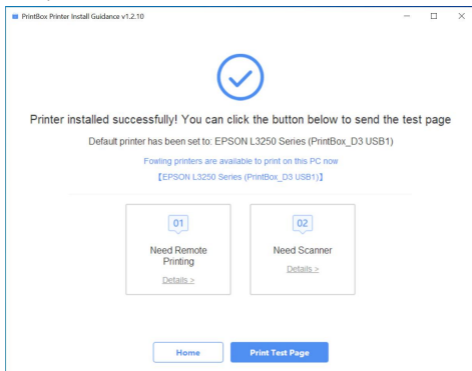 PrintBox Printer Install Guidance v1.2.10
Printer installed successfully! You can click the button below to send the test page
Default printer has been set to: EPSON L3250 Series (PrintBox_D3 USB1)
Fowling printers are available to print on this PC now
【EPSON L3250 Series (PrintBox_D3 USB1)】
01
Need Remote
Printing
Details >
02
Need Scanner
Details >
Home
Print Test Page